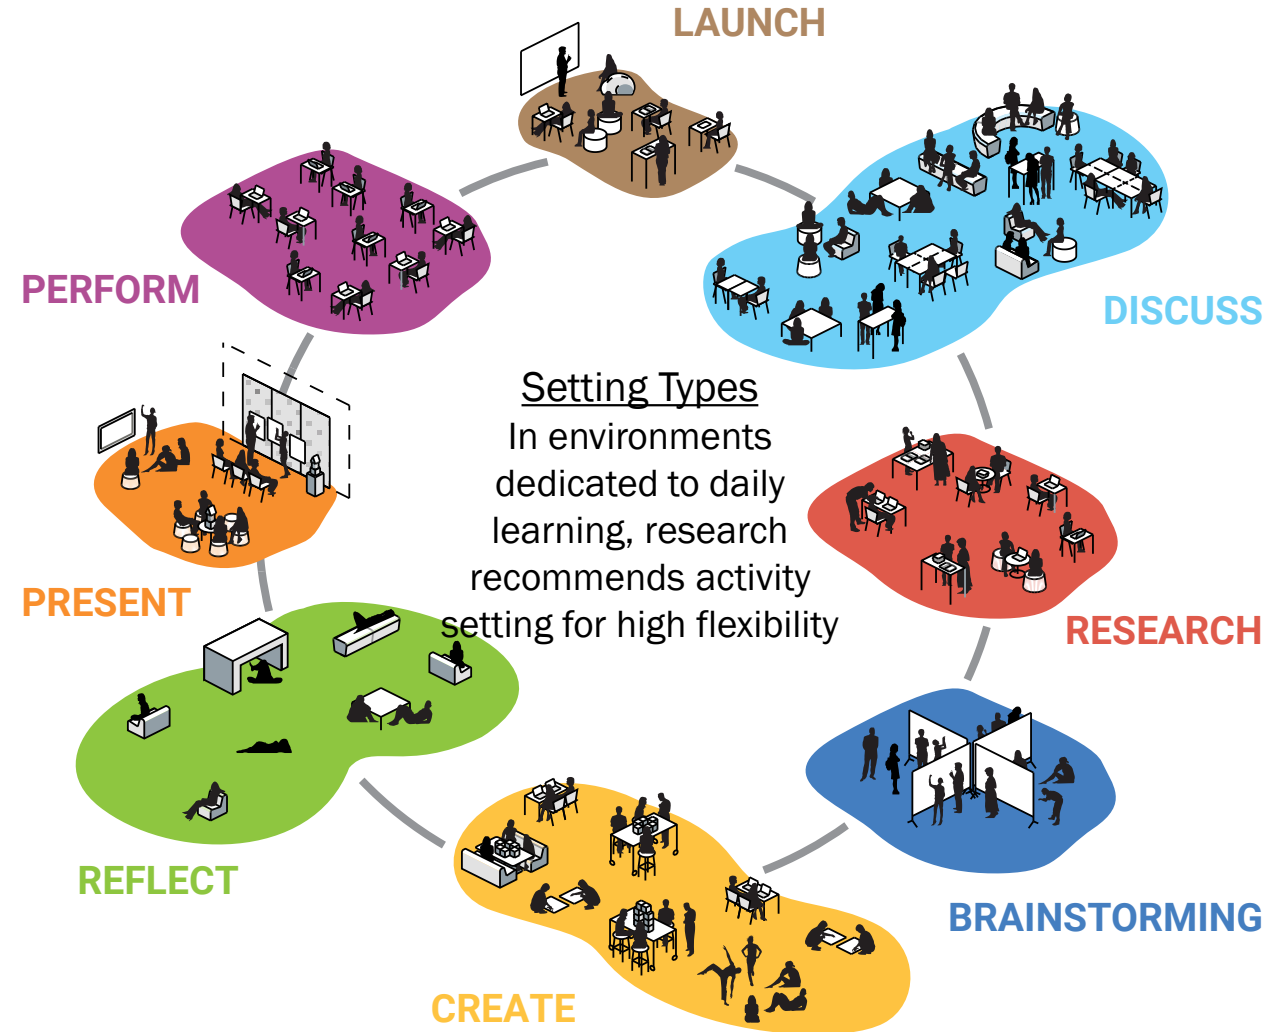 LAUNCH
DISCUSS
PERFORM
Setting Types
In environments
dedicated to daily
learning, research
recommends activity
setting for high flexibility
PRESENT
RESEARCH
REFLECT
BRAINSTORMING
CREATE